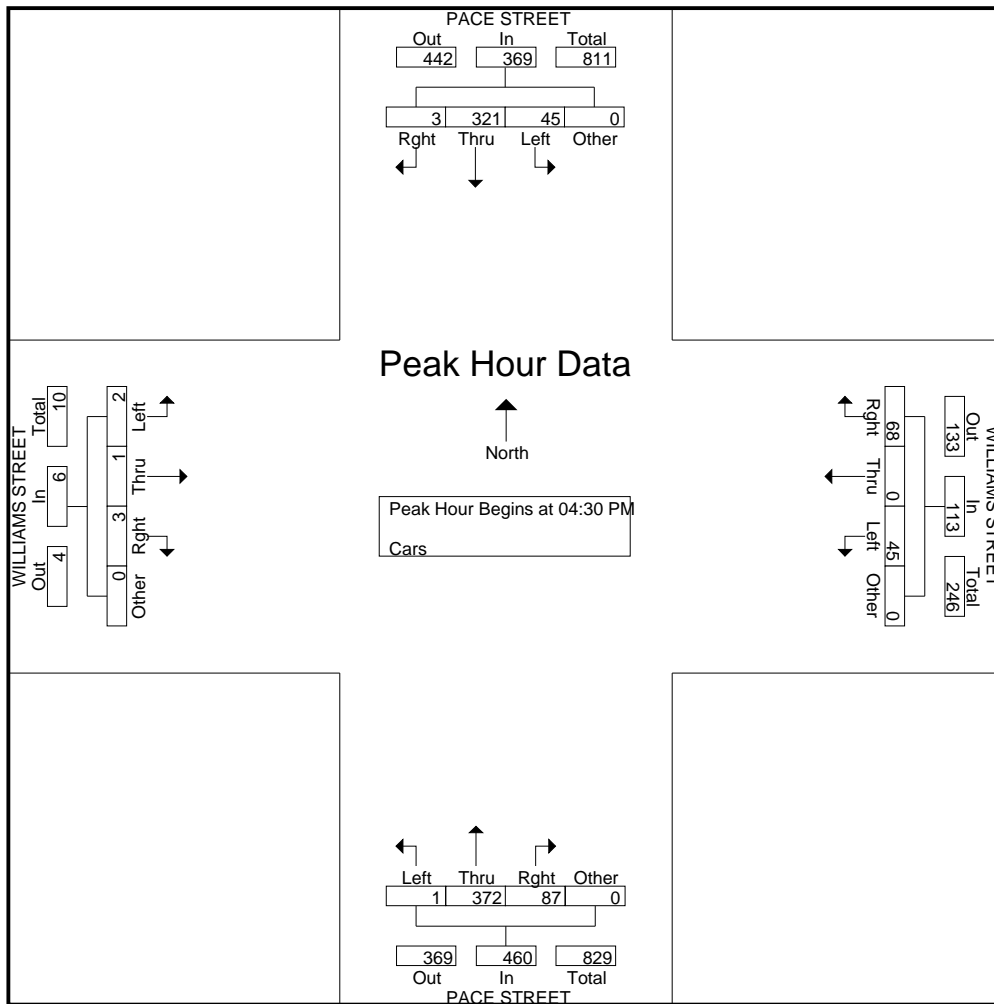 PACE STREET
Out In Total
442 369 811
3 321 45 0
Rght Thru Left Other
Peak Hour Data
North
Peak Hour Begins at 04:30 PM
Cars
WILLIAMS STREET
Total In Out
10 6 4
2 1 3 0
Left Thru Rght Other
WILLIAMS STREET
Out In Total
133 113 246
68 0 45 0
Rght Thru Left Other
Left Thru Rght Other
1 372 87 0
369 460 829
Out In Total
PACE STREET